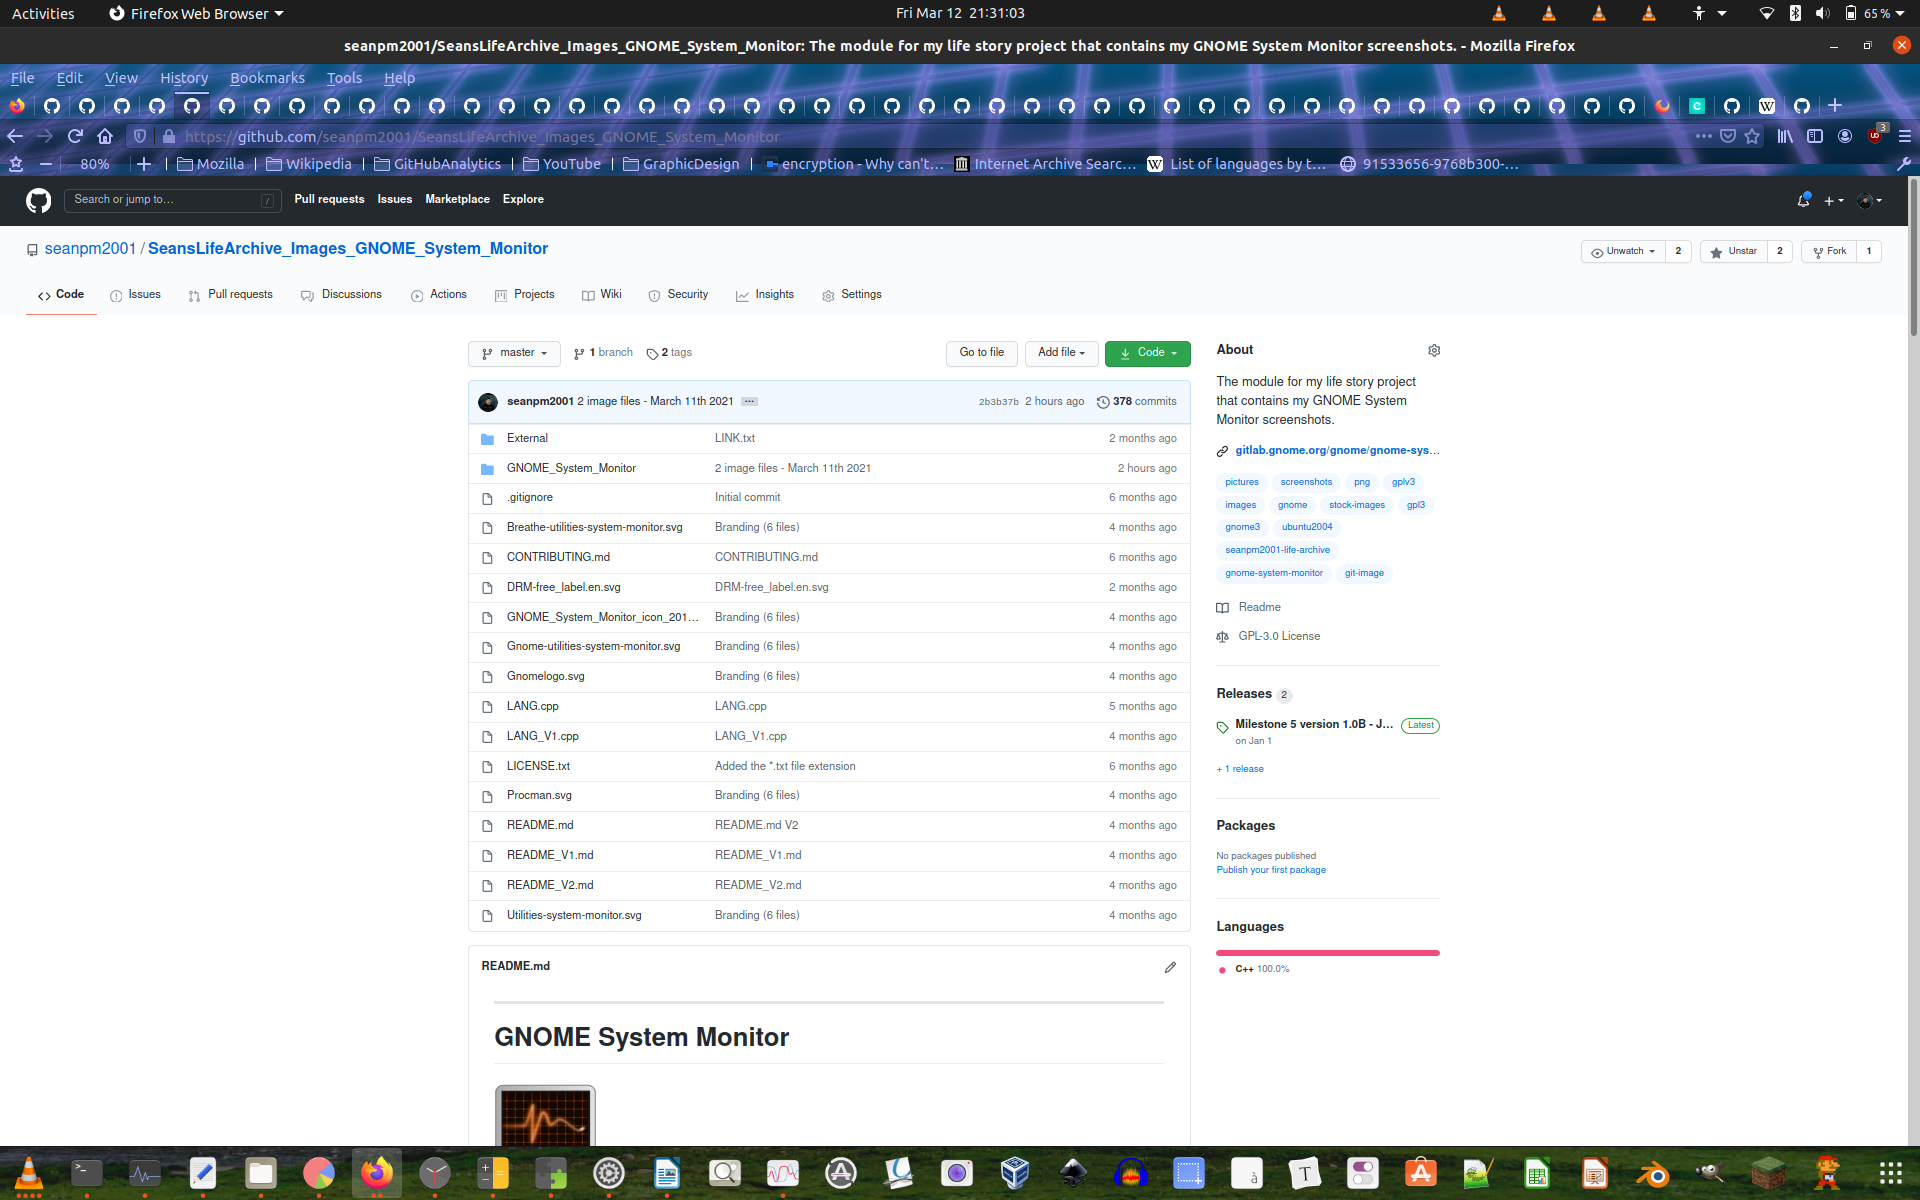 Activities
Firefox Web Browser
Fri Mar 12 21:31:03
65 %
seanpm2001/SeansLifeArchive_Images_GNOME_System_Monitor: The module for my life story project that contains my GNOME System Monitor screenshots. - Mozilla Firefox
File Edit View History Bookmarks Tools Help
https://github.com/seanpm2001/SeansLifeArchive_Images_GNOME_System_Monitor
3
80%
Mozilla
Wikipedia
GitHubAnalytics
YouTube
GraphicDesign
encryption - Why can't…
Internet Archive Searc…
List of languages by t…
91533656-9768b300-…
Search or jump to…
/
Pull requests Issues Marketplace Explore
seanpm2001 / SeansLifeArchive_Images_GNOME_System_Monitor
Unwatch 2
Unstar 2
Fork 1
Code Issues Pull requests Discussions Actions Projects Wiki Security Insights Settings
master
1 branch
2 tags
Go to file
Add file
Code
seanpm2001 2 image files - March 11th 2021 ... 2b3b37b 2 hours ago 378 commits
External LINK.txt 2 months ago
GNOME_System_Monitor 2 image files - March 11th 2021 2 hours ago
.gitignore Initial commit 6 months ago
Breathe-utilities-system-monitor.svg Branding (6 files) 4 months ago
CONTRIBUTING.md CONTRIBUTING.md 6 months ago
DRM-free_label.en.svg DRM-free_label.en.svg 2 months ago
GNOME_System_Monitor_icon_201… Branding (6 files) 4 months ago
Gnome-utilities-system-monitor.svg Branding (6 files) 4 months ago
Gnomelogo.svg Branding (6 files) 4 months ago
LANG.cpp LANG.cpp 5 months ago
LANG_V1.cpp LANG_V1.cpp 4 months ago
LICENSE.txt Added the *.txt file extension 6 months ago
Procman.svg Branding (6 files) 4 months ago
README.md README.md V2 4 months ago
README_V1.md README_V1.md 4 months ago
README_V2.md README_V2.md 4 months ago
Utilities-system-monitor.svg Branding (6 files) 4 months ago
README.md
GNOME System Monitor
About
The module for my life story project
that contains my GNOME System
Monitor screenshots.
gitlab.gnome.org/gnome/gnome-sys…
pictures screenshots png gplv3
images gnome stock-images gpl3
gnome3 ubuntu2004
seanpm2001-life-archive
gnome-system-monitor git-image
Readme
GPL-3.0 License
Releases 2
Milestone 5 version 1.0B - J… Latest
on Jan 1
+ 1 release
Packages
No packages published
Publish your first package
Languages
C++ 100.0%